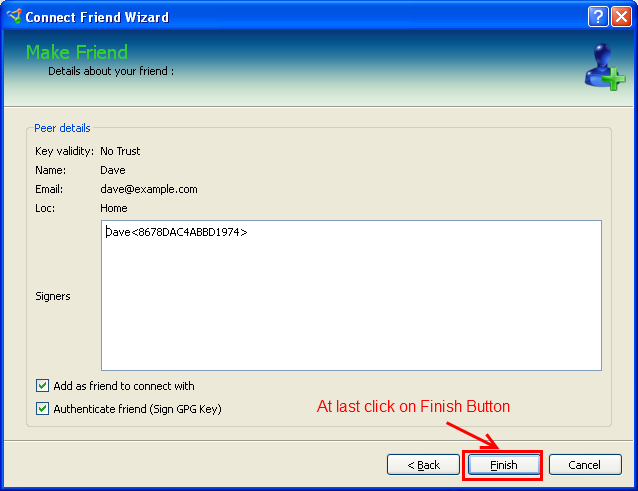 Connect Friend Wizard
Make Friend
Details about your friend :
Peer details
Key validity: No Trust
Name: Dave
Email: dave@example.com
Loc: Home
Dave<8678DAC4ABBD1974>
Signers
Add as friend to connect with
Authenticate friend (Sign GPG Key)
At last click on Finish Button
< Back Finish Cancel